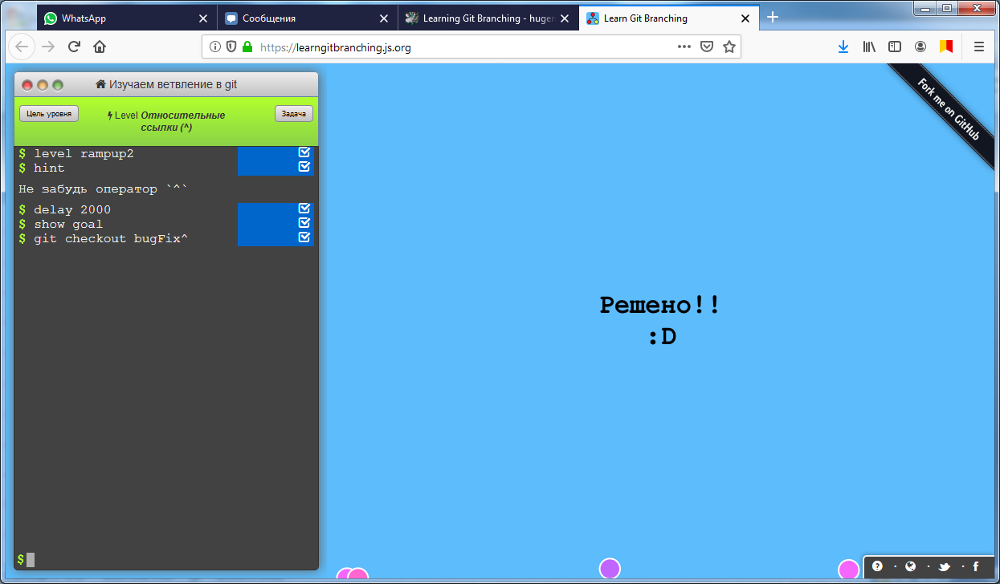 WhatsApp
Сообщения
Learning Git Branching - huger
Learn Git Branching
https://learngitbranching.js.org
Изучаем ветвление в git
Цель уровня
Level Относительные
ссылки (^)
Задача
$ level rampup2
$ hint
Не забудь оператор `^`
$ delay 2000
$ show goal
$ git checkout bugFix^
$
Решено!!
:D
Fork me on GitHub